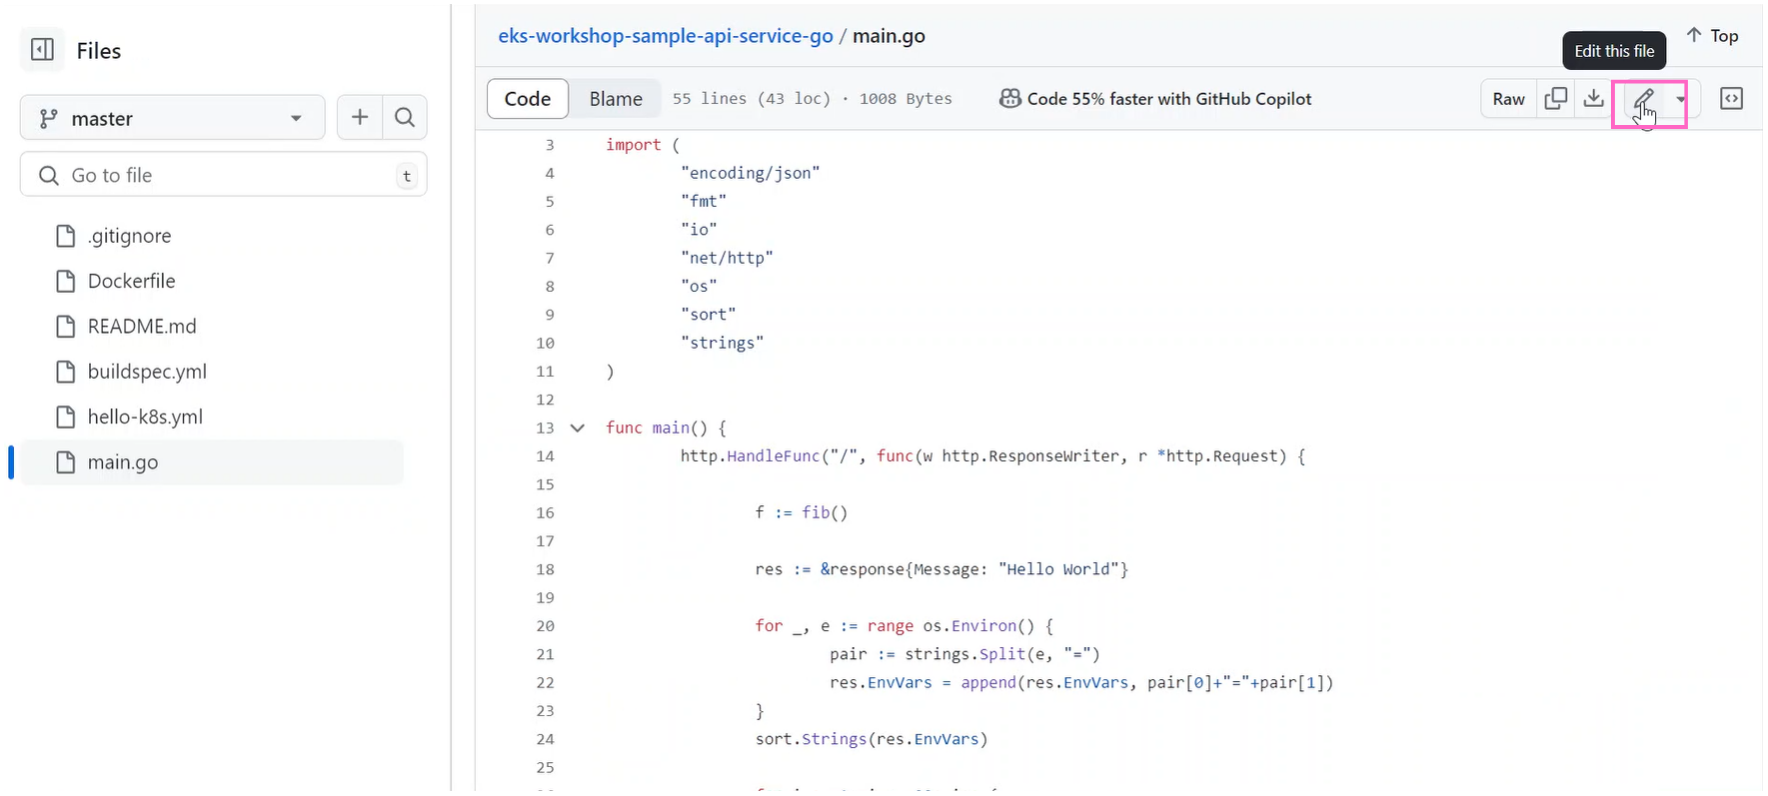 Files
master
Go to file
t
.gitignore
Dockerfile
README.md
buildspec.yml
hello-k8s.yml
main.go
eks-workshop-sample-api-service-go / main.go
Edit this file
Top
Code Blame 55 lines (43 loc) · 1008 Bytes Code 55% faster with GitHub Copilot Raw
3 import (
4 "encoding/json"
5 "fmt"
6 "io"
7 "net/http"
8 "os"
9 "sort"
10 "strings"
11 )
12
13 func main() {
14 http.HandleFunc("/", func(w http.ResponseWriter, r *http.Request) {
15
16 f := fib()
17
18 res := &response{Message: "Hello World"}
19
20 for _, e := range os.Environ() {
21 pair := strings.Split(e, "=")
22 res.EnvVars = append(res.EnvVars, pair[0]+"="+pair[1])
23 }
24 sort.Strings(res.EnvVars)
25